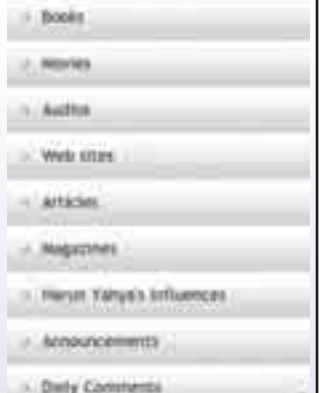 Books
Movies
Audios
Web sites
Articles
Magazines
Harun Yahya's Influences
Announcements
Daily Comments